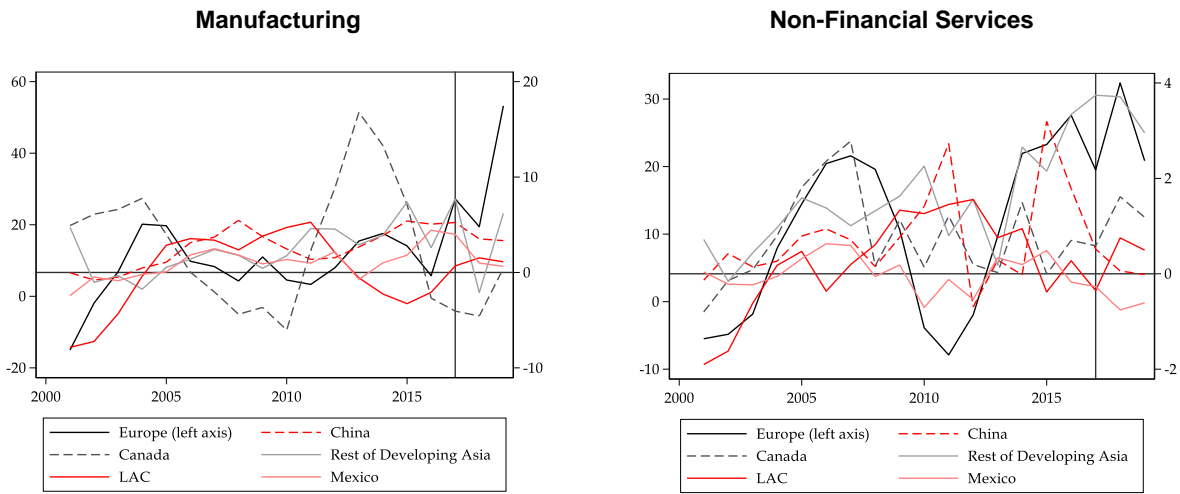 Manufacturing
60
40
20
0
-20
20
10
0
-10
2000
2005
2010
2015
Europe (left axis)
China
Canada
Rest of Developing Asia
LAC
Mexico
Non-Financial Services
30
20
10
0
-10
4
2
0
-2
2000
2005
2010
2015
Europe (left axis)
China
Canada
Rest of Developing Asia
LAC
Mexico